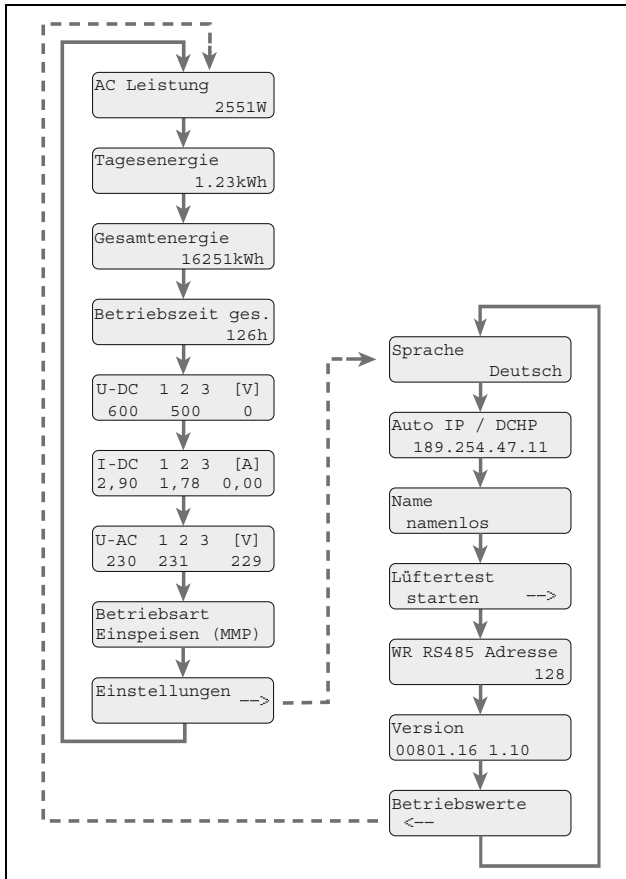 AC Leistung
2551W
Tagesenergie
1.23kWh
Gesamtenergie
16251kWh
Betriebszeit ges.
126h
U-DC 1 2 3 [V]
600 500 0
I-DC 1 2 3 [A]
2,90 1,78 0,00
U-AC 1 2 3 [V]
230 231 229
Betriebsart
Einspeisen (MMP)
Einstellungen -->
Sprache
Deutsch
Auto IP / DCHP
189.254.47.11
Name
namenlos
Lüftertest
starten -->
WR RS485 Adresse
128
Version
00801.16 1.10
Betriebswerte
<--